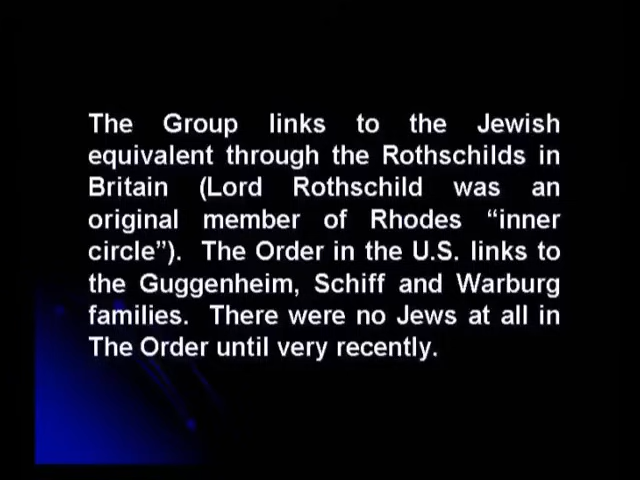 The Group links to the Jewish
equivalent through the Rothschilds in
Britain (Lord Rothschild was an
original member of Rhodes “inner
circle”). The Order in the U.S. links to
the Guggenheim, Schiff and Warburg
families. There were no Jews at all in
The Order until very recently.